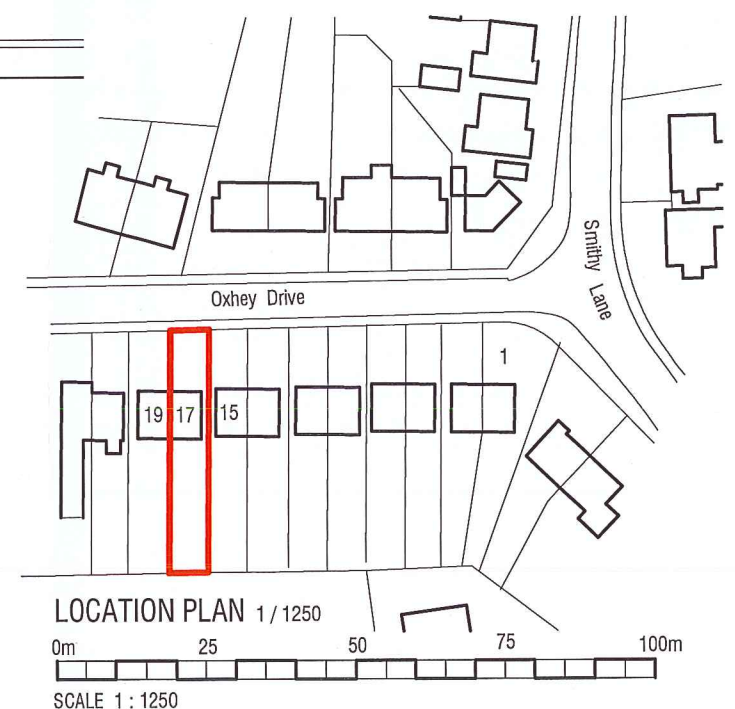 Oxhey Drive
Smithy Lane
1
19 17 15
LOCATION PLAN 1 / 1250
0m 25 50 75 100m
SCALE 1 : 1250